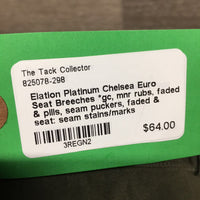 The Tack Collector
825078-298
Elation Platinum Chelsea Euro
Seat Breeches *gc, mnr rubs, faded
& pills, seam puckers, faded &
seat: seam stains/marks
$64.00
3REGN2